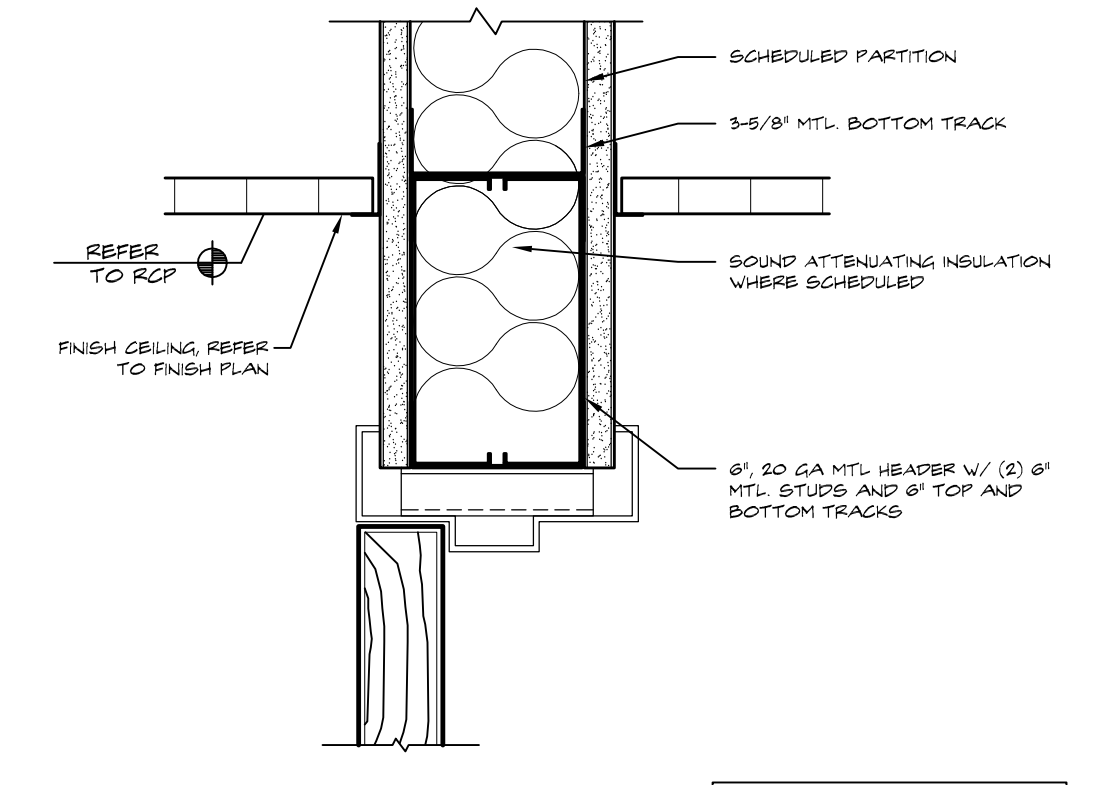 SCHEDULED PARTITION
3-5/8" MTL. BOTTOM TRACK
REFER
TO RCP
SOUND ATTENUATING INSULATION
WHERE SCHEDULED
FINISH CEILING, REFER
TO FINISH PLAN
6", 20 GA MTL HEADER W/ (2) 6"
MTL. STUDS AND 6" TOP AND
BOTTOM TRACKS